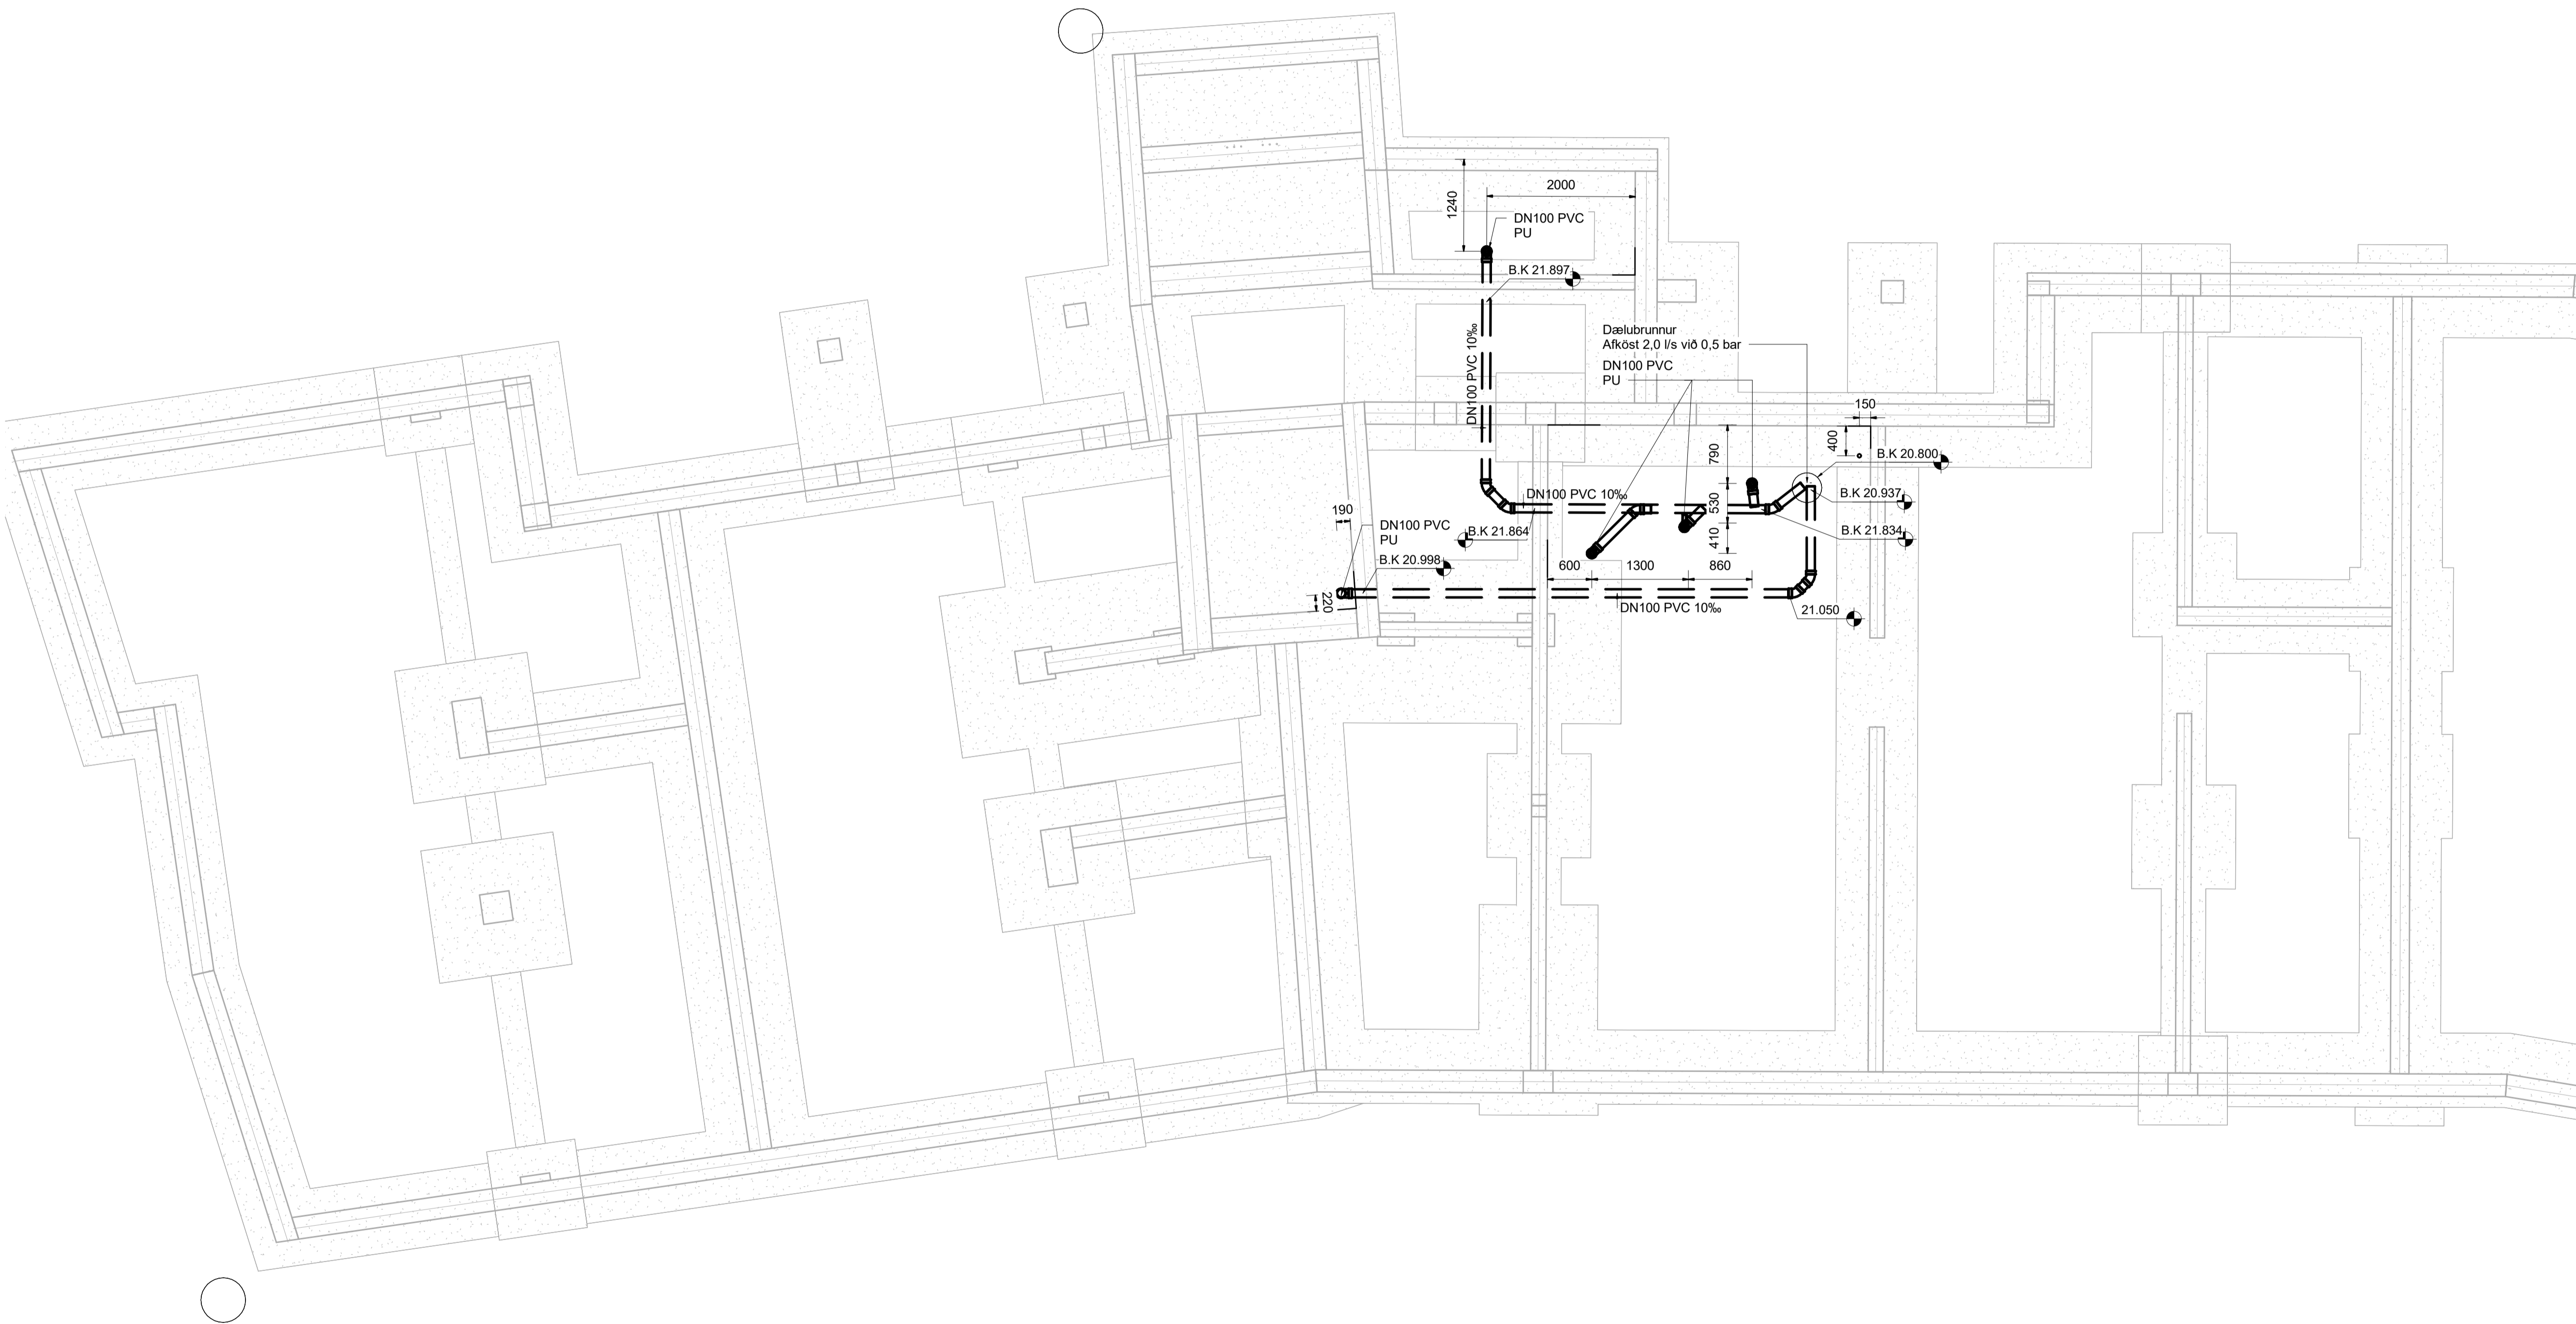 2000
1240
DN100 PVC
PU
B.K 21.897
DN100 PVC 10‰
Dælubrunnur
Afköst 2,0 l/s við 0,5 bar
DN100 PVC
PU
150
400
790
B.K 20.800
B.K 20.937
530
DN100 PVC 10‰
190
DN100 PVC
PU
B.K 21.864
B.K 21.834
410
B.K 20.998
600
1300
860
220
DN100 PVC 10‰
21.050